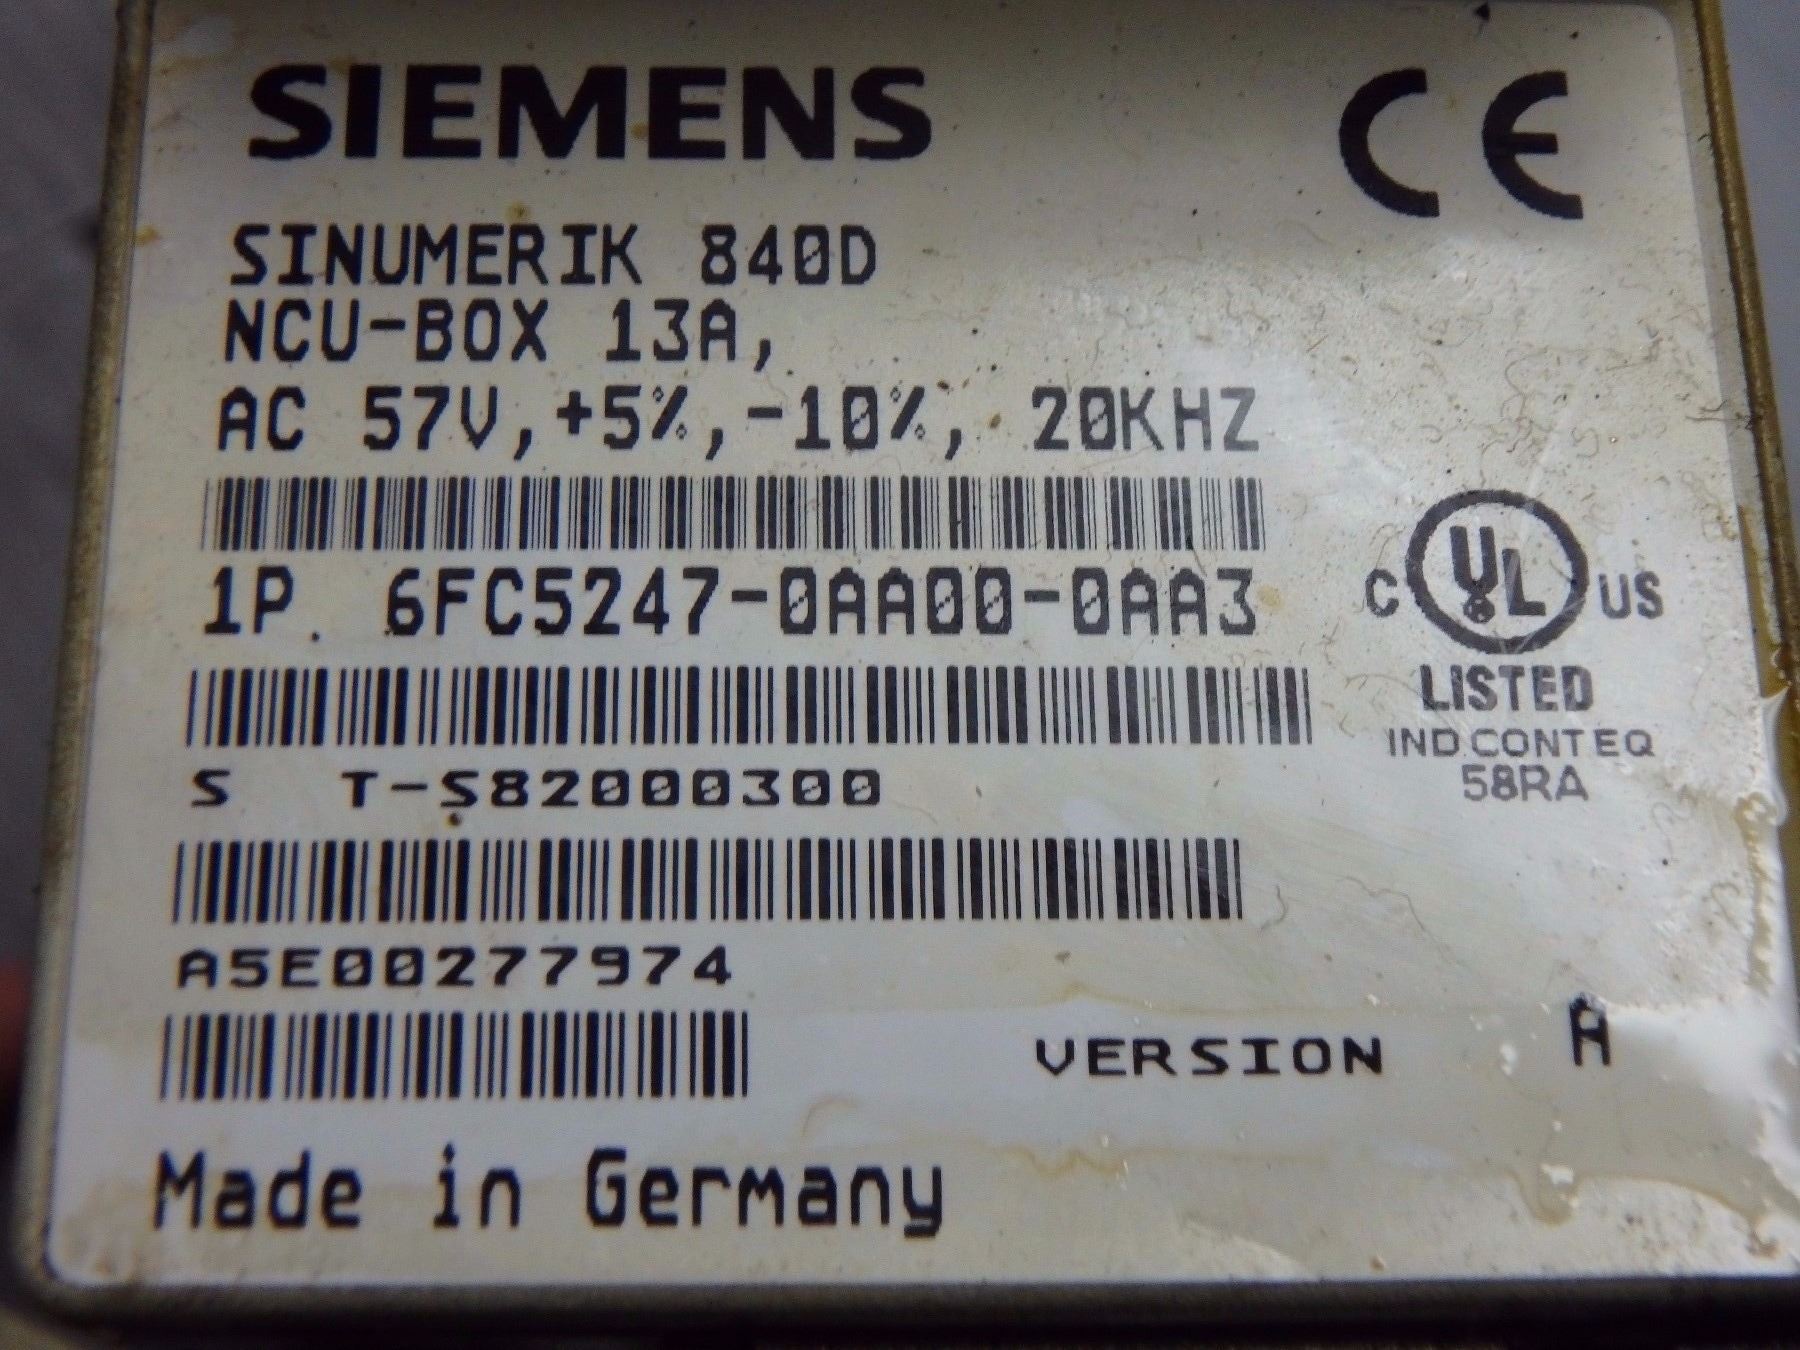 SIEMENS
CE
SINUMERIK 840D
NCU-BOX 13A,
AC 57V,+5%,-10%, 20KHZ
1P. 6FC5247-0AA00-0AA3
C UL US
LISTED
IND CONT EQ
58RA
S T-S82000300
A5E00277974
VERSION A
Made in Germany